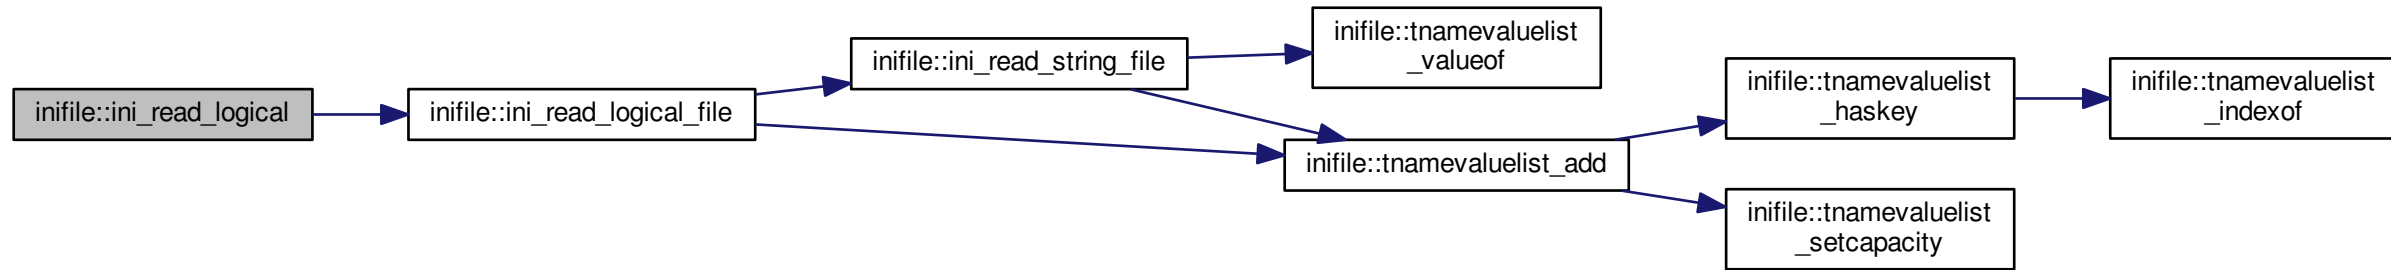 inifile::ini_read_logical
inifile::ini_read_logical_file
inifile::ini_read_string_file
inifile::tnamevaluelist
_valueof
inifile::tnamevaluelist_add
inifile::tnamevaluelist
_haskey
inifile::tnamevaluelist
_indexof
inifile::tnamevaluelist
_setcapacity